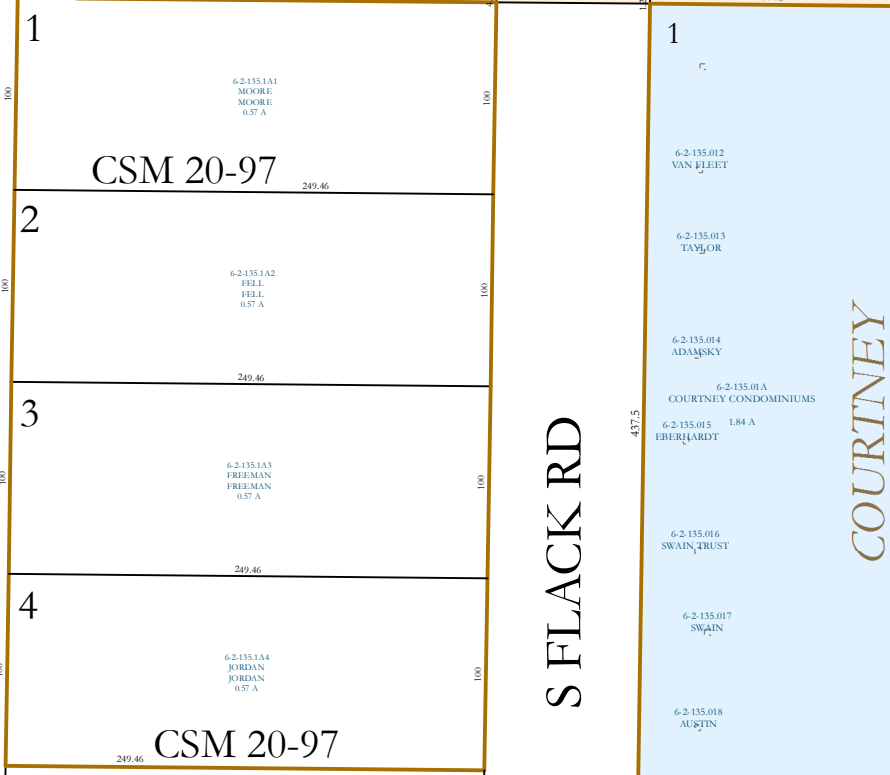 1
100
6-2-135.1A1
MOORE
MOORE
0.57 A
100
CSM 20-97
249.46
2
100
6-2-135.1A2
FELL
FELL
0.57 A
100
249.46
3
100
6-2-135.1A3
FREEMAN
FREEMAN
0.57 A
100
249.46
4
100
6-2-135.1A4
JORDAN
JORDAN
0.57 A
100
CSM 20-97
249.46
S FLACK RD
437.5
1
6-2-135.012
VAN FLEET
6-2-135.013
TAYLOR
6-2-135.014
ADAMSKY
6-2-135.01A
COURTNEY CONDOMINIUMS
1.84 A
6-2-135.015
EBERHARDT
6-2-135.016
SWAIN TRUST
6-2-135.017
SWAIN
6-2-135.018
AUSTIN
COURTNEY